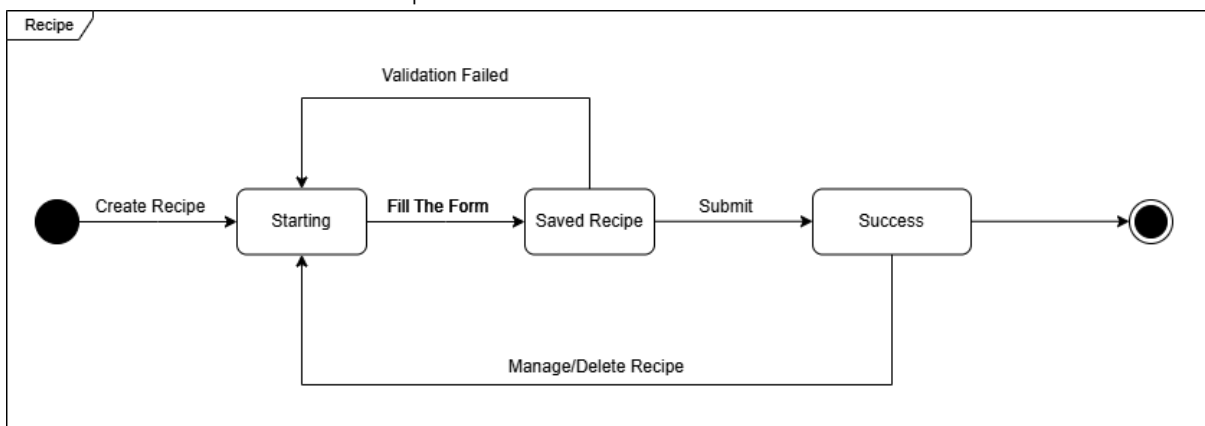 Recipe
Validation Failed
Create Recipe
Starting
Fill The Form
Saved Recipe
Submit
Success
Manage/Delete Recipe